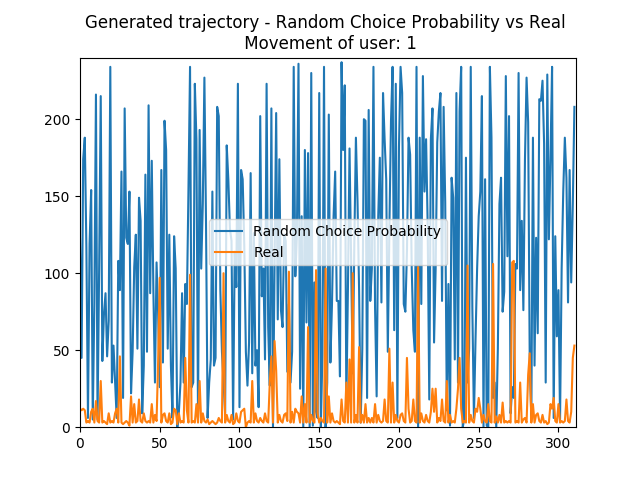 Generated trajectory - Random Choice Probability vs Real
Movement of user: 1
200
150
100
50
0
Random Choice Probability
Real
0 50 100 150 200 250 300